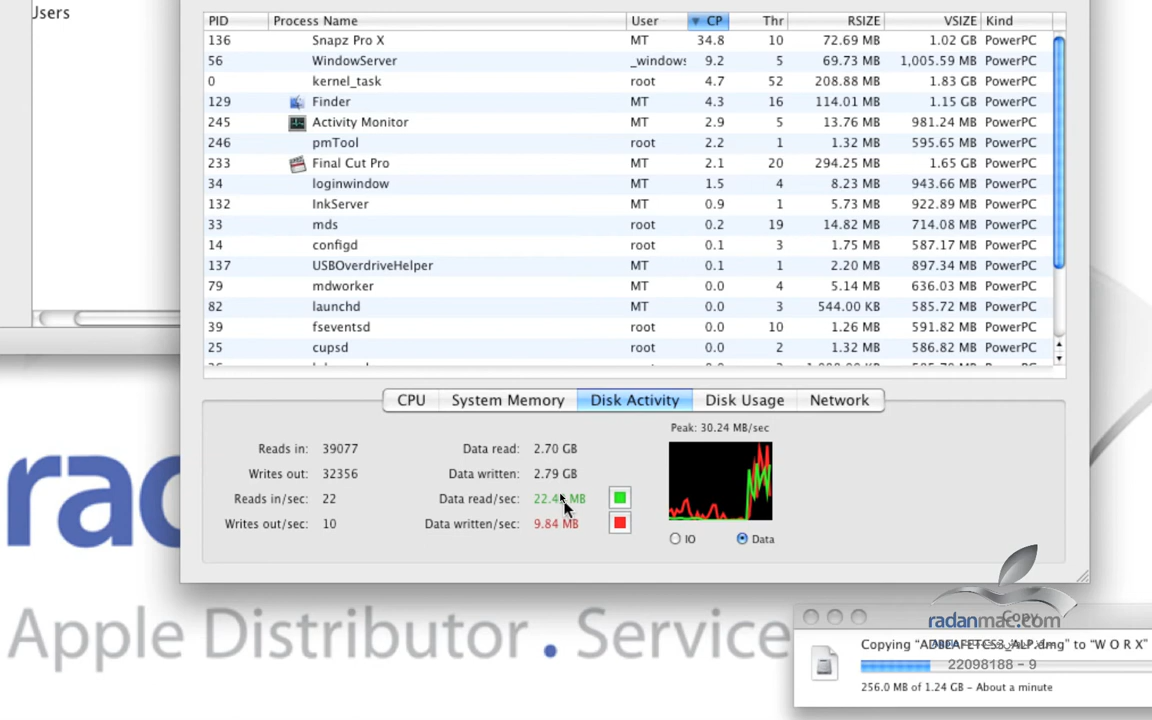 Users
PID Process Name User CP Thr RSIZE VSIZE Kind
136 Snapz Pro X MT 34.8 10 72.69 MB 1.02 GB PowerPC
56 WindowServer _windows 9.2 5 69.73 MB 1,005.59 MB PowerPC
0 kernel_task root 4.7 52 208.88 MB 1.83 GB PowerPC
129 Finder MT 4.3 16 114.01 MB 1.15 GB PowerPC
245 Activity Monitor MT 2.9 5 13.76 MB 981.24 MB PowerPC
246 pmTool root 2.2 1 1.32 MB 595.65 MB PowerPC
233 Final Cut Pro MT 2.1 20 294.25 MB 1.65 GB PowerPC
34 loginwindow MT 1.5 4 8.23 MB 943.66 MB PowerPC
132 InkServer MT 0.9 1 5.73 MB 922.89 MB PowerPC
33 mds root 0.2 19 14.82 MB 714.08 MB PowerPC
14 configd root 0.1 3 1.75 MB 587.17 MB PowerPC
137 USBOverdriveHelper MT 0.1 1 2.20 MB 897.34 MB PowerPC
79 mdworker MT 0.0 4 5.14 MB 636.03 MB PowerPC
82 launchd MT 0.0 3 544.00 KB 585.72 MB PowerPC
39 fseventsd root 0.0 10 1.26 MB 591.82 MB PowerPC
25 cupsd root 0.0 2 1.32 MB 586.82 MB PowerPC
CPU System Memory Disk Activity Disk Usage Network
Peak: 30.24 MB/sec
Reads in: 39077 Data read: 2.70 GB
Writes out: 32356 Data written: 2.79 GB
Reads in/sec: 22 Data read/sec: MB
Writes out/sec: 10 Data written/sec: 9.84 MB
IO Data
rad
Apple Distributor . Service
Copy
radanmac.com
Copying to “W O R X”
22098188 - 9
256.0 MB of 1.24 GB – About a minute